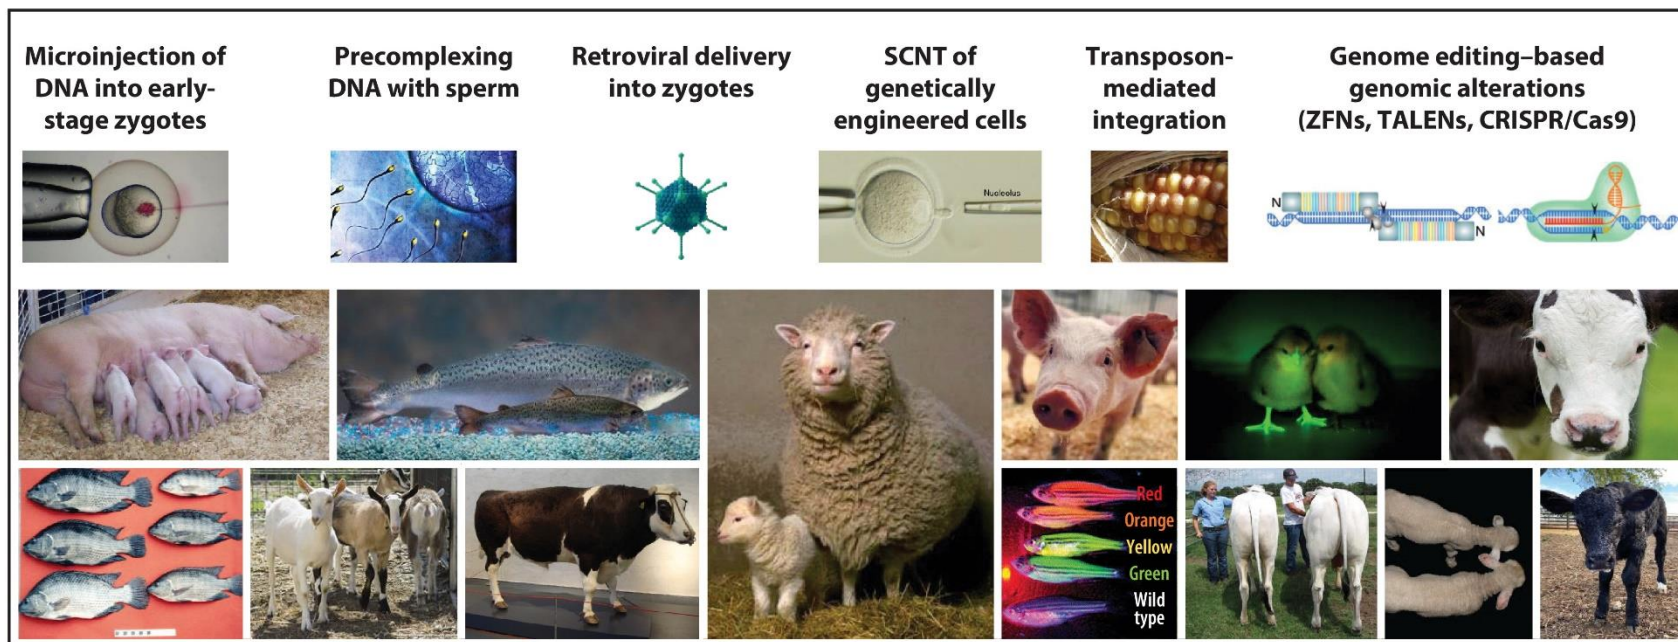 Microinjection of
DNA into early-
stage zygotes
Precomplexing
DNA with sperm
Retroviral delivery
into zygotes
SCNT of
genetically
engineered cells
Transposon-
mediated
integration
Genome editing–based
genomic alterations
(ZFNs, TALENs, CRISPR/Cas9)
Nucleolus
N
N
Red
Orange
Yellow
Green
Wild
type